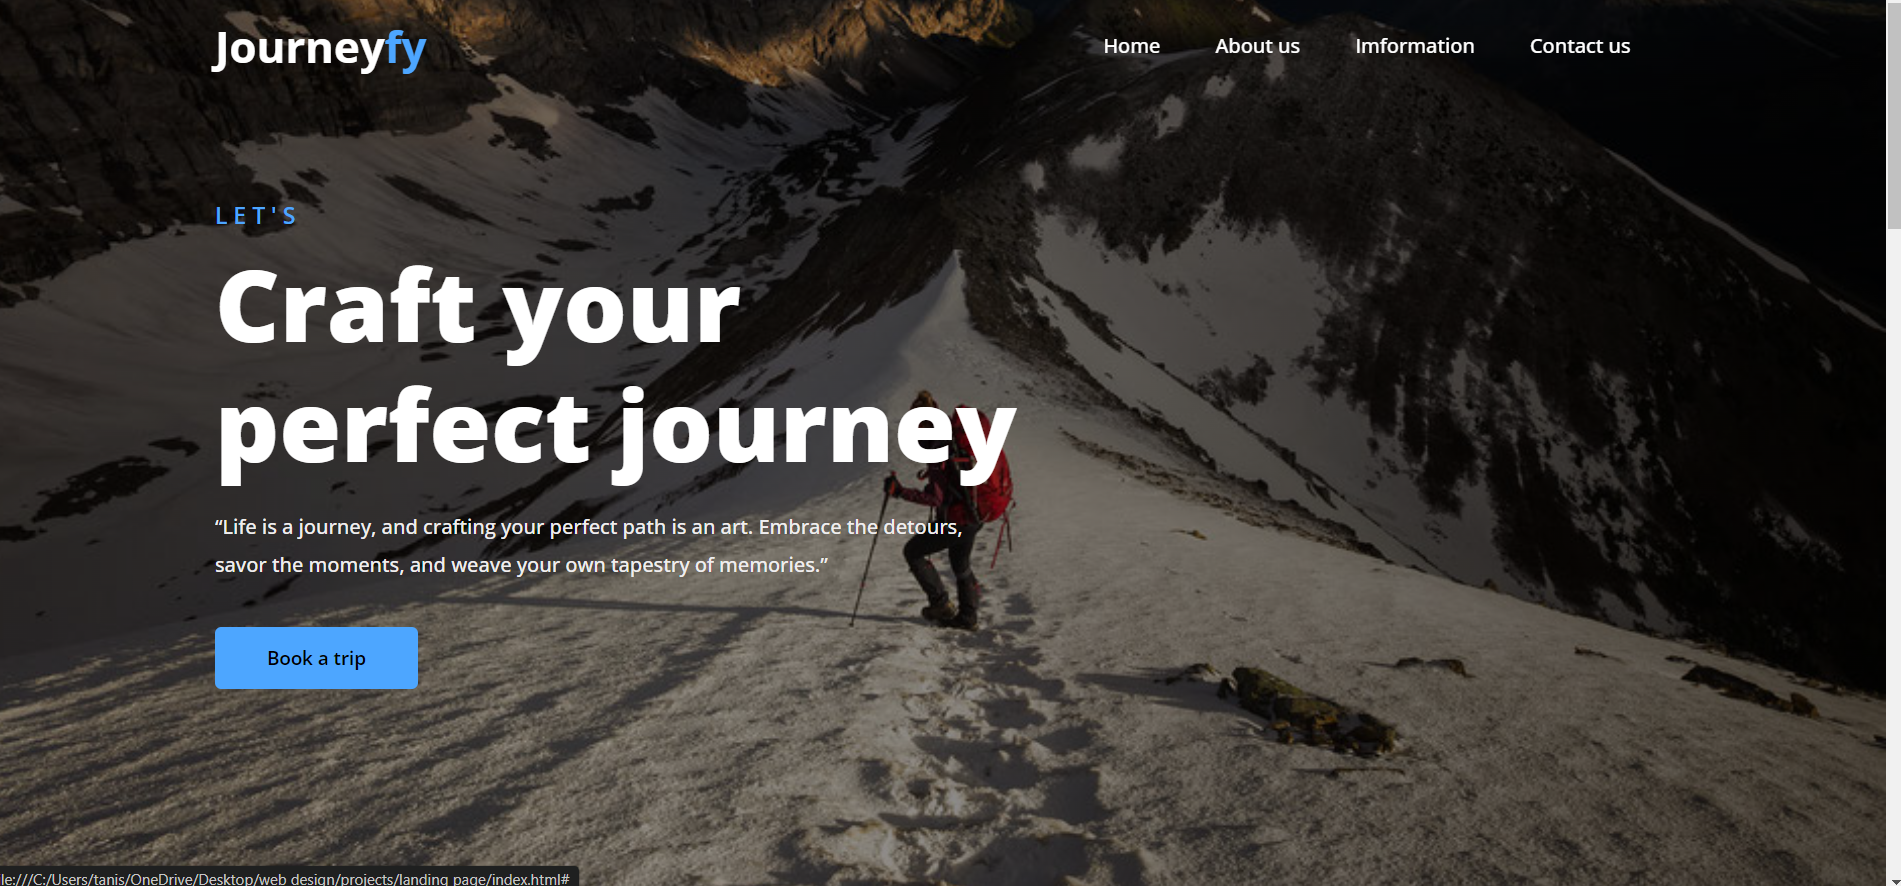 Journeyfy
Home About us Imformation Contact us
LET'S
Craft your
perfect journey
“Life is a journey, and crafting your perfect path is an art. Embrace the detours,
savor the moments, and weave your own tapestry of memories.”
Book a trip
le:///C:/Users/tanis/OneDrive/Desktop/web design/projects/landing page/index.html#